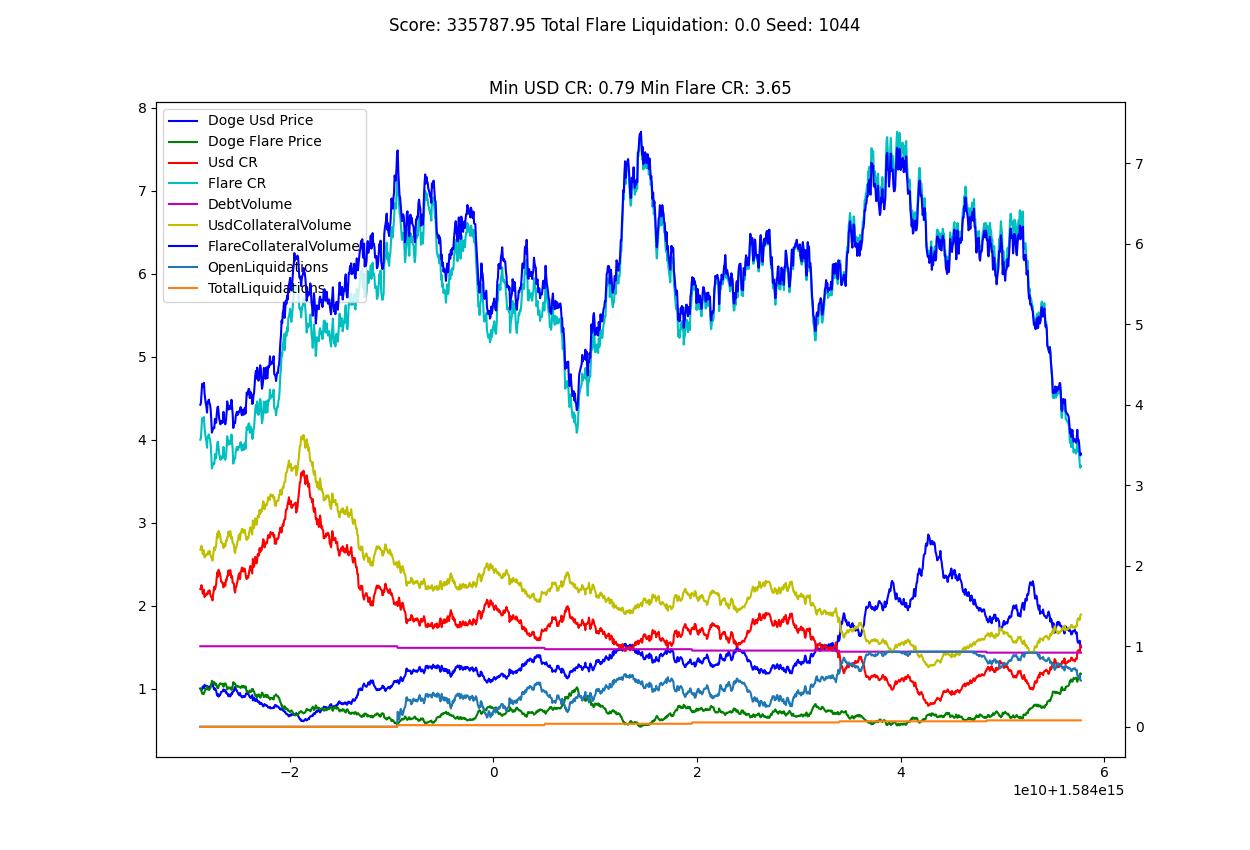 Score: 335787.95 Total Flare Liquidation: 0.0 Seed: 1044
Min USD CR: 0.79 Min Flare CR: 3.65
Doge Usd Price
Doge Flare Price
Usd CR
Flare CR
DebtVolume
UsdCollateralVolume
FlareCollateralVolume
OpenLiquidations
TotalLiquidations
8
7
6
5
4
3
2
1
7
6
5
4
3
2
1
0
−2
0
2
4
6
1e10+1.584e15